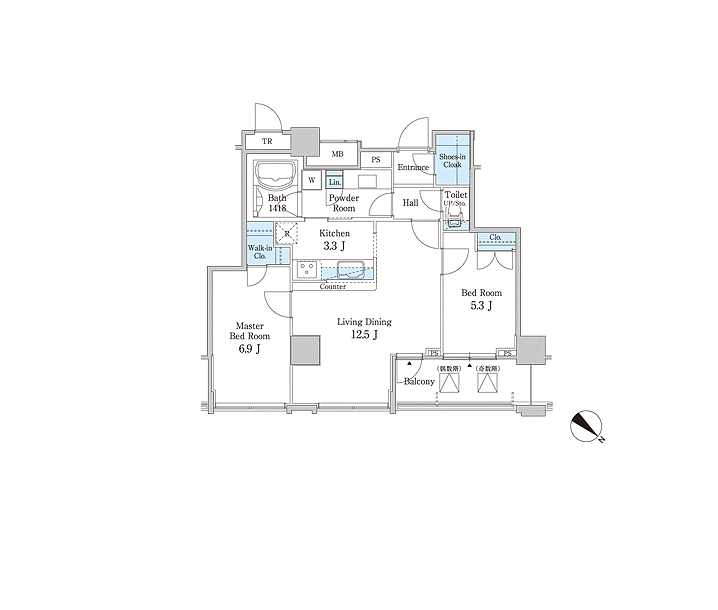 TR
MB
PS
Entrance
Shoes-in
Cloak
W
Lin.
Bath
1418
Powder
Room
Hall
Toilet
UP/Sto.
Walk-in
Clo.
R
Kitchen
3.3 J
Clo.
Counter
Bed Room
5.3 J
Master
Bed Room
6.9 J
Living Dining
12.5 J
PS
PS
(偶数階)
(奇数階)
Balcony
N